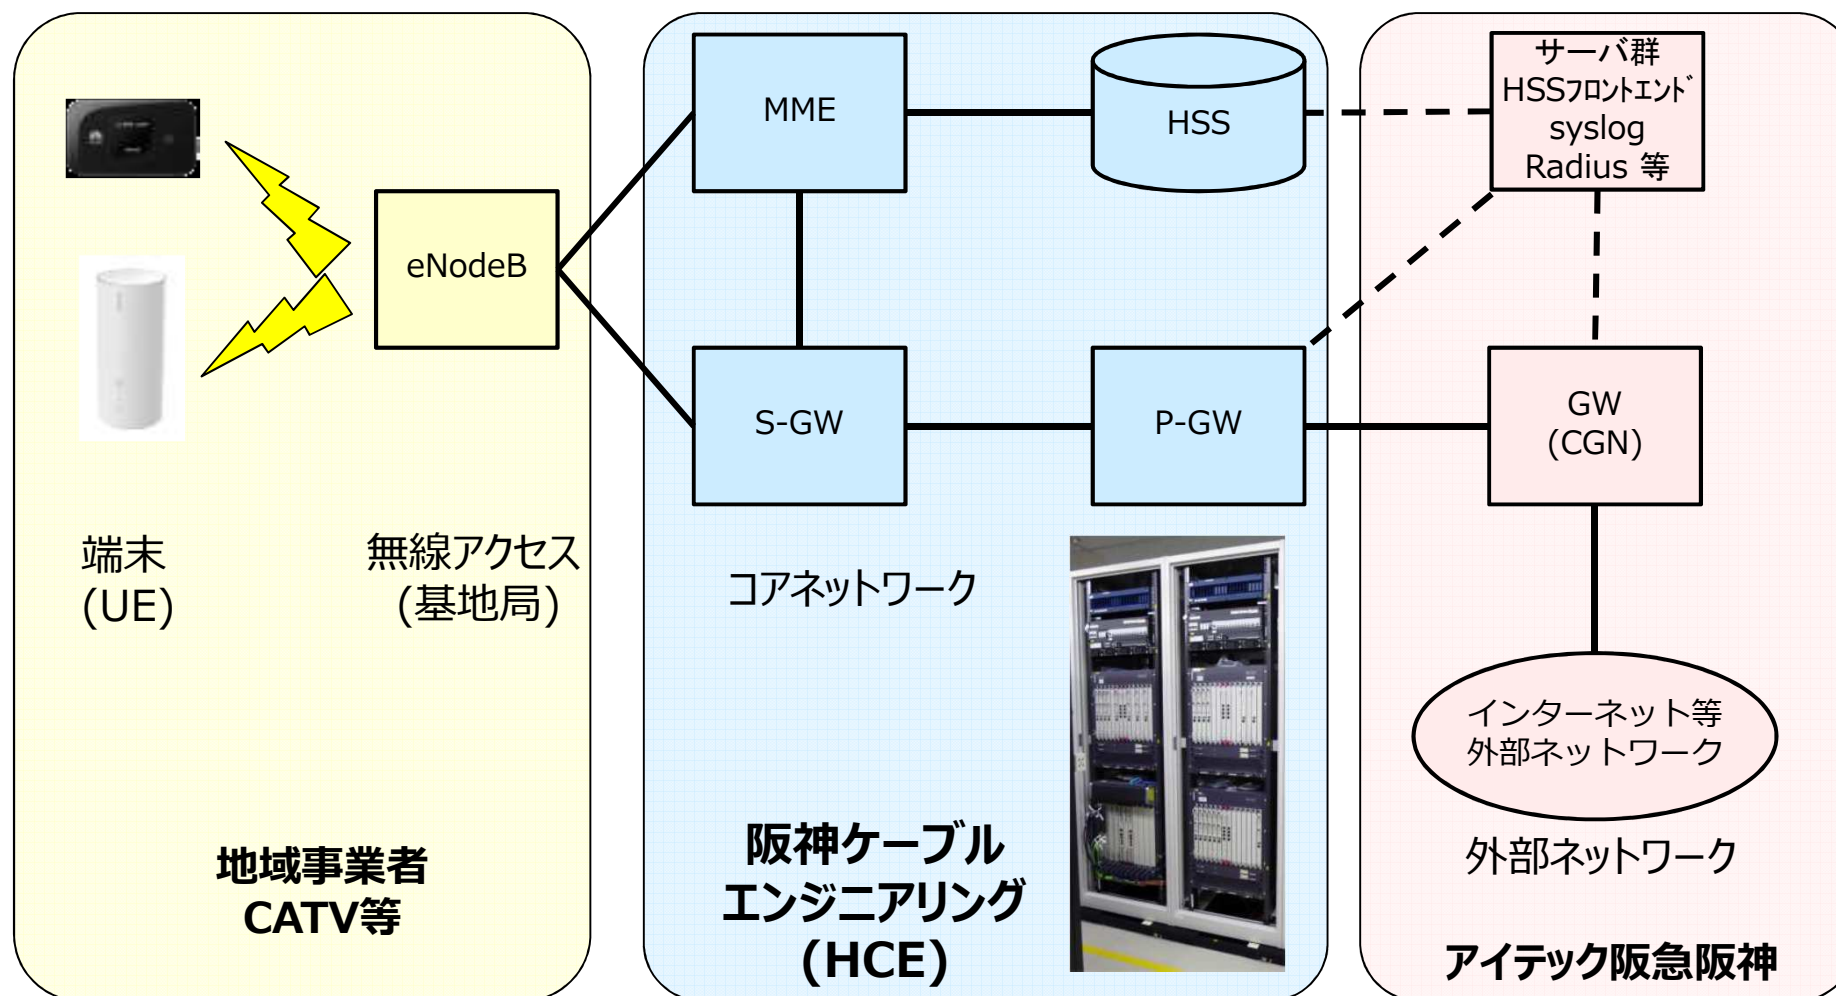 サーバ群
HSSフロントエンド
syslog
Radius 等
MME
HSS
eNodeB
S-GW
P-GW
GW
(CGN)
端末
(UE)
無線アクセス
(基地局)
コアネットワーク
インターネット等
外部ネットワーク
外部ネットワーク
地域事業者
CATV等
阪神ケーブル
エンジニアリング
(HCE)
アイテック阪急阪神